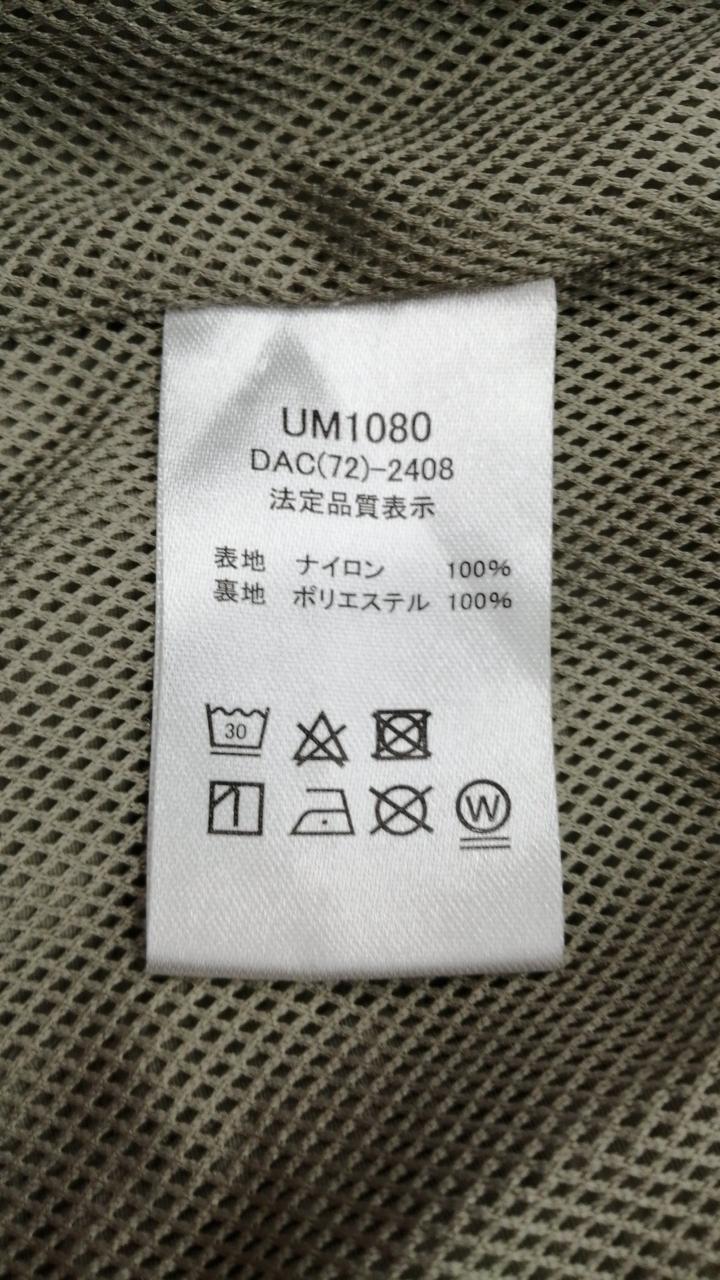 UM1080
DAC(72)-2408
法定品質表示
表地 ナイロン 100%
裏地 ポリエステル 100%
30
W